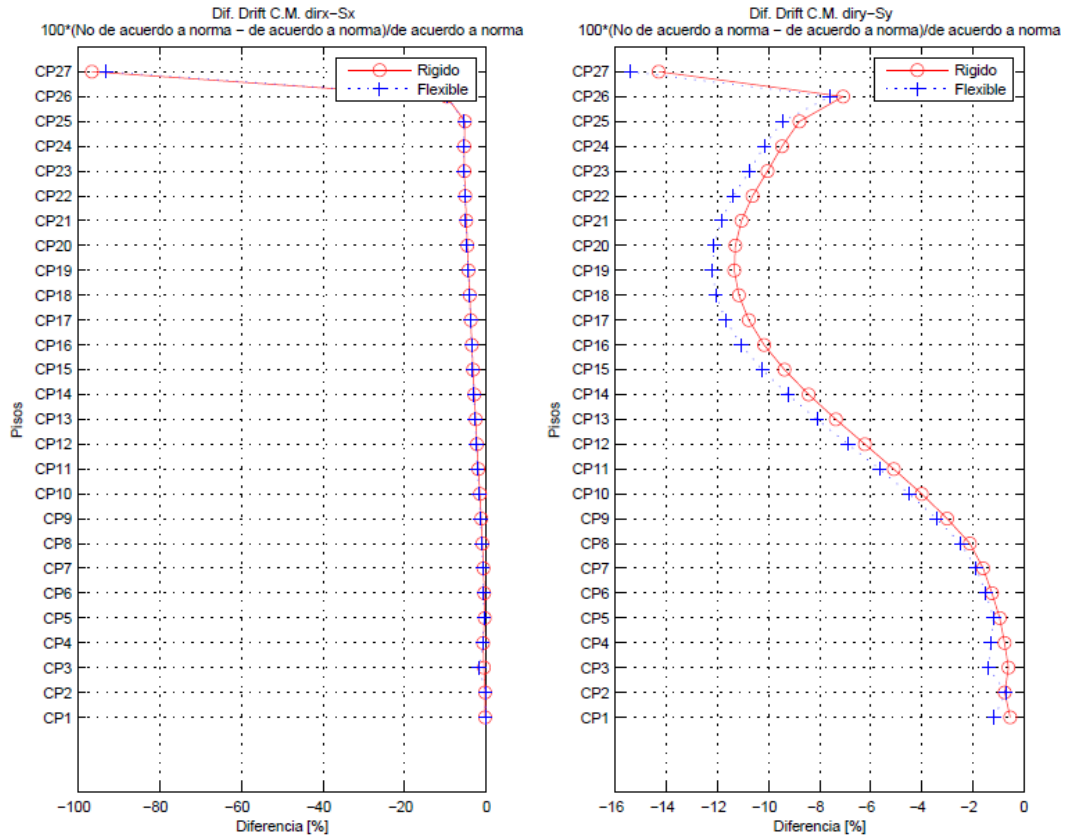 Dif. Drift C.M. dirx−Sx
100*(No de acuerdo a norma − de acuerdo a norma)/de acuerdo a norma
Rigido
Flexible
CP27
CP26
CP25
CP24
CP23
CP22
CP21
CP20
CP19
CP18
CP17
CP16
CP15
CP14
CP13
CP12
CP11
CP10
CP9
CP8
CP7
CP6
CP5
CP4
CP3
CP2
CP1
Pisos
−100 −80 −60 −40 −20 0
Diferencia [%]
Dif. Drift C.M. diry−Sy
100*(No de acuerdo a norma − de acuerdo a norma)/de acuerdo a norma
Rigido
Flexible
CP27
CP26
CP25
CP24
CP23
CP22
CP21
CP20
CP19
CP18
CP17
CP16
CP15
CP14
CP13
CP12
CP11
CP10
CP9
CP8
CP7
CP6
CP5
CP4
CP3
CP2
CP1
Pisos
−16 −14 −12 −10 −8 −6 −4 −2 0
Diferencia [%]